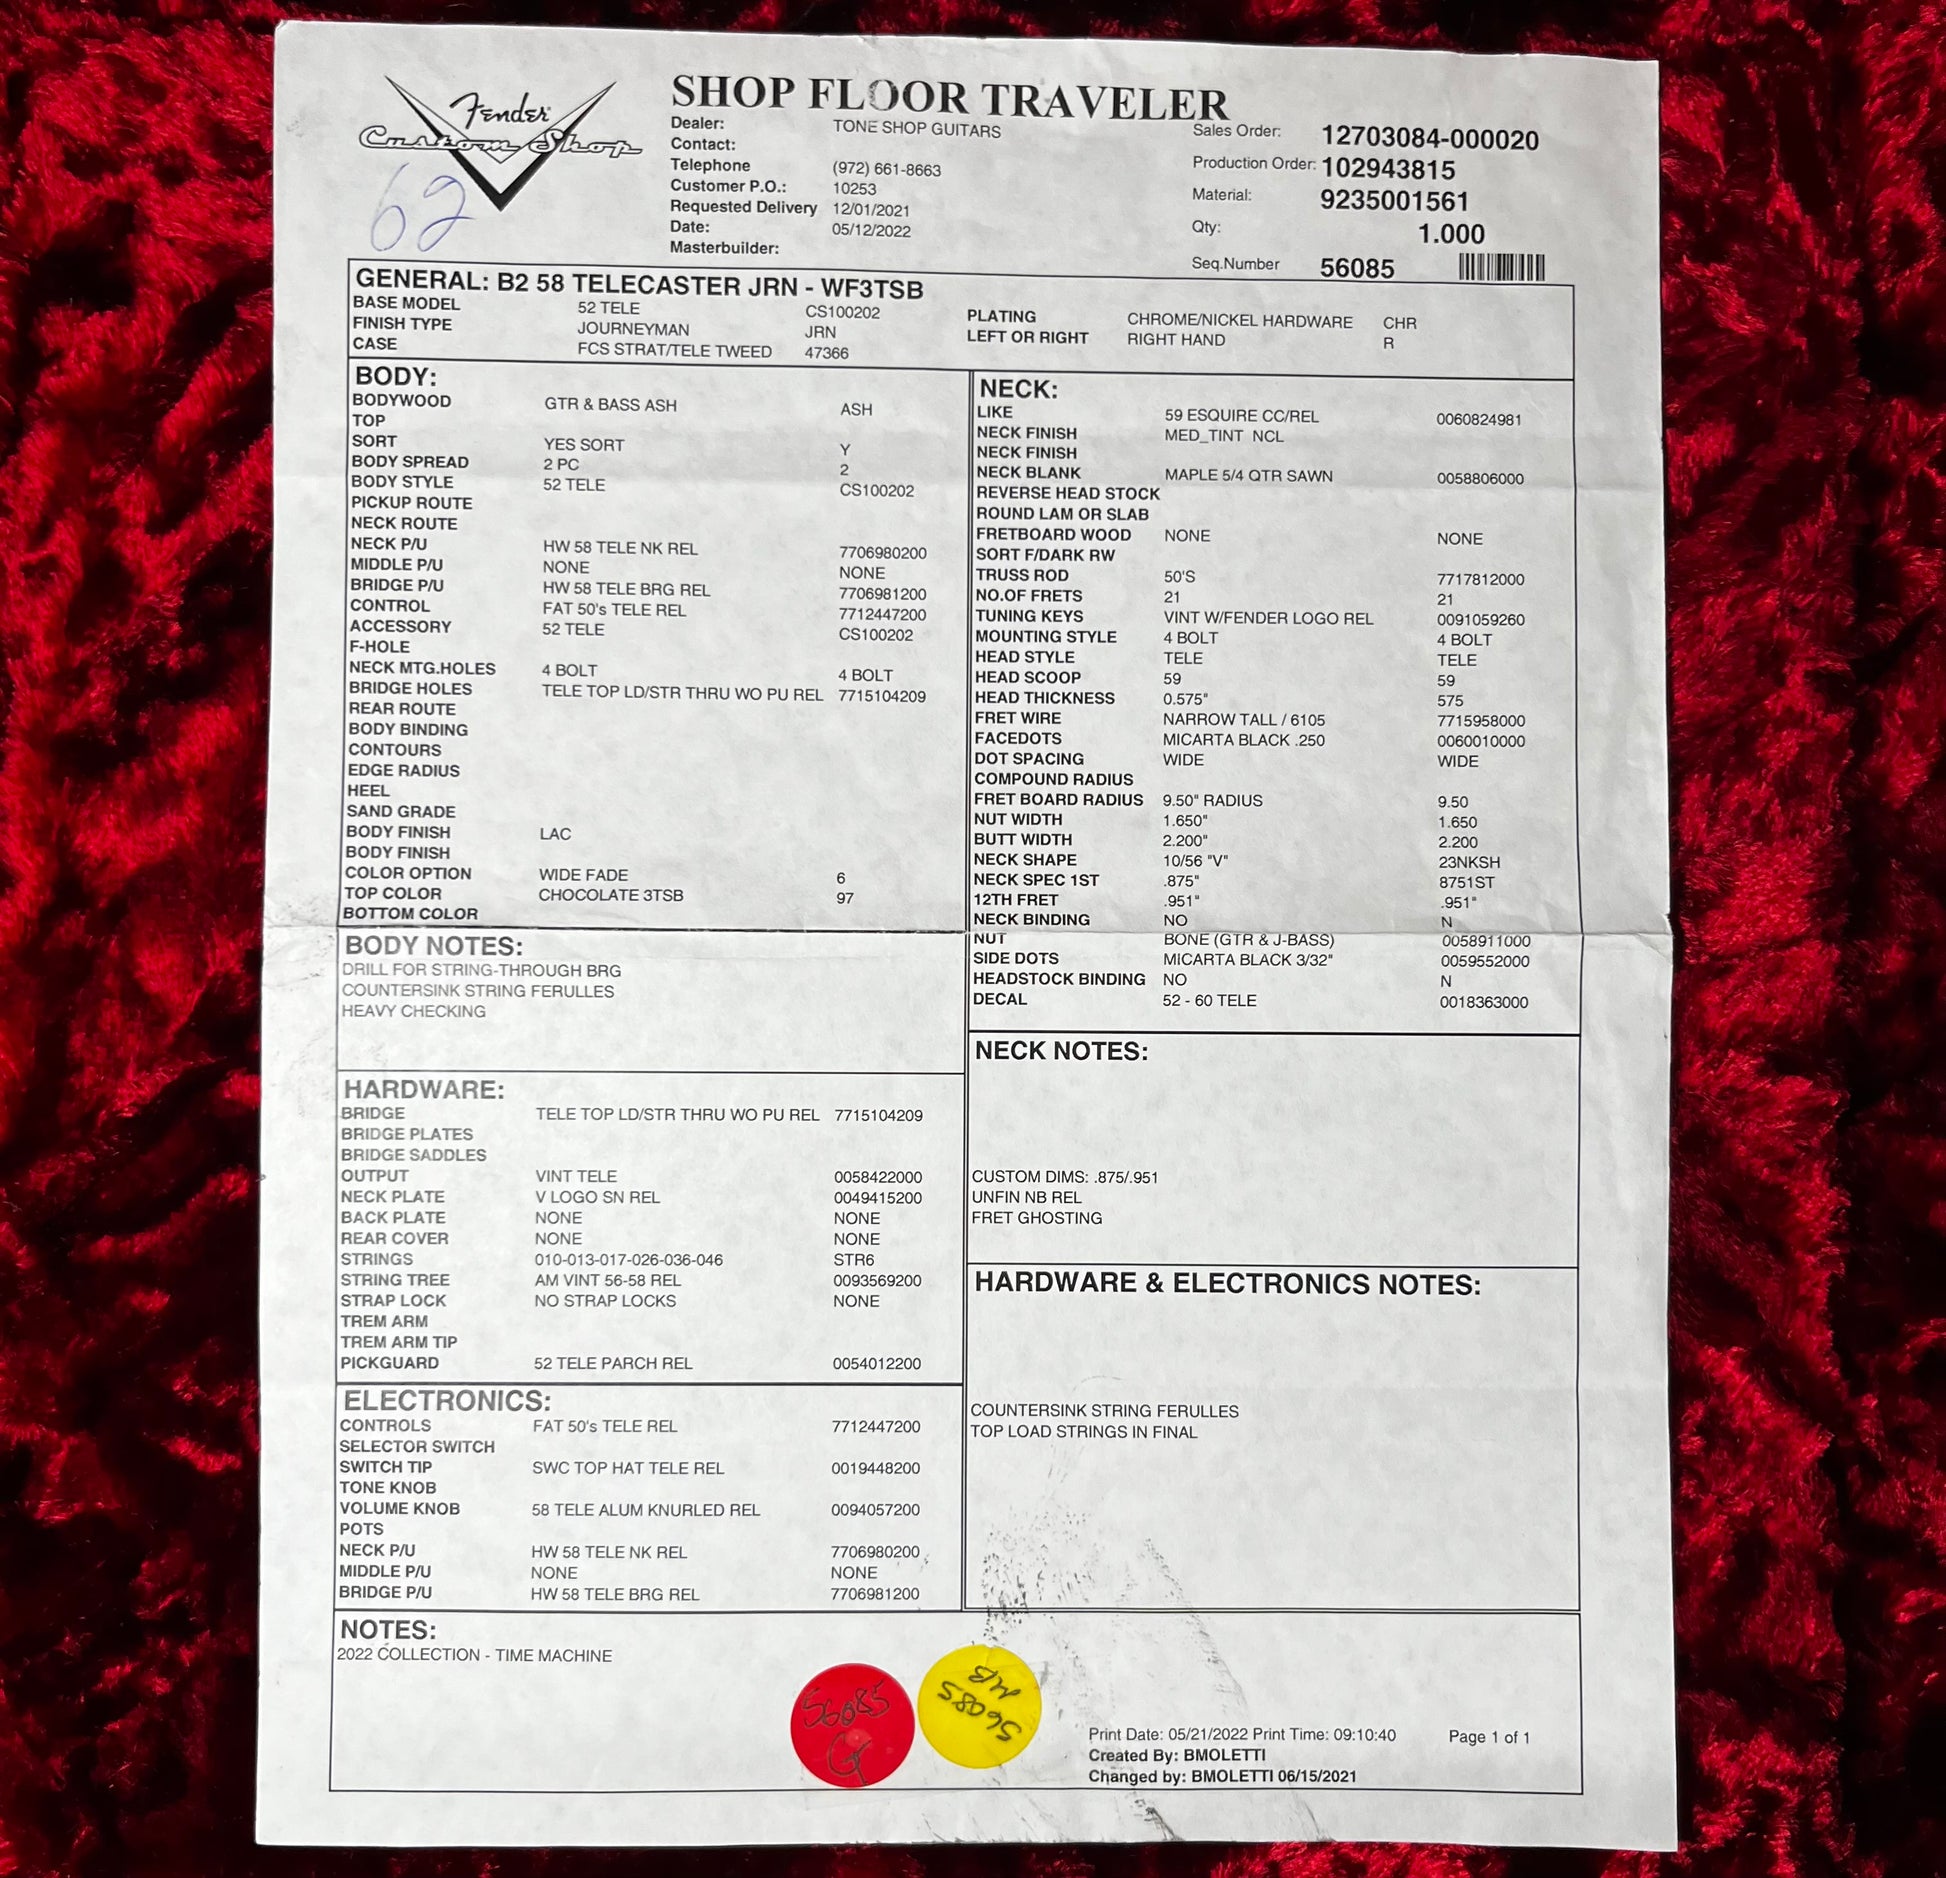 Fender
Custom Shop
62
SHOP FLOOR TRAVELER
Dealer: TONE SHOP GUITARS
Contact:
Telephone (972) 661-8663
Customer P.O.: 10253
Requested Delivery 12/01/2021
Date: 05/12/2022
Masterbuilder:
Sales Order: 12703084-000020
Production Order: 102943815
Material: 9235001561
Qty: 1.000
Seq.Number 56085
GENERAL: B2 58 TELECASTER JRN - WF3TSB
BASE MODEL 52 TELE CS100202
FINISH TYPE JOURNEYMAN JRN
CASE FCS STRAT/TELE TWEED 47366
PLATING CHROME/NICKEL HARDWARE CHR
LEFT OR RIGHT RIGHT HAND R
BODY:
BODYWOOD GTR & BASS ASH ASH
TOP
SORT YES SORT Y
BODY SPREAD 2 PC 2
BODY STYLE 52 TELE CS100202
PICKUP ROUTE
NECK ROUTE
NECK P/U HW 58 TELE NK REL 7706980200
MIDDLE P/U NONE NONE
BRIDGE P/U HW 58 TELE BRG REL 7706981200
CONTROL FAT 50's TELE REL 7712447200
ACCESSORY 52 TELE CS100202
F-HOLE
NECK MTG.HOLES 4 BOLT 4 BOLT
BRIDGE HOLES TELE TOP LD/STR THRU WO PU REL 7715104209
REAR ROUTE
BODY BINDING
CONTOURS
EDGE RADIUS
HEEL
SAND GRADE
BODY FINISH LAC
BODY FINISH
COLOR OPTION WIDE FADE 6
TOP COLOR CHOCOLATE 3TSB 97
BOTTOM COLOR
BODY NOTES:
DRILL FOR STRING-THROUGH BRG
COUNTERSINK STRING FERULLES
HEAVY CHECKING
HARDWARE:
BRIDGE TELE TOP LD/STR THRU WO PU REL 7715104209
BRIDGE PLATES
BRIDGE SADDLES
OUTPUT VINT TELE 0058422000
NECK PLATE V LOGO SN REL 0049415200
BACK PLATE NONE NONE
REAR COVER NONE NONE
STRINGS 010-013-017-026-036-046 STR6
STRING TREE AM VINT 56-58 REL 0093569200
STRAP LOCK NO STRAP LOCKS NONE
TREM ARM
TREM ARM TIP
PICKGUARD 52 TELE PARCH REL 0054012200
ELECTRONICS:
CONTROLS FAT 50's TELE REL 7712447200
SELECTOR SWITCH
SWITCH TIP SWC TOP HAT TELE REL 0019448200
TONE KNOB
VOLUME KNOB 58 TELE ALUM KNURLED REL 0094057200
POTS
NECK P/U HW 58 TELE NK REL 7706980200
MIDDLE P/U NONE NONE
BRIDGE P/U HW 58 TELE BRG REL 7706981200
NECK:
LIKE 59 ESQUIRE CC/REL 0060824981
NECK FINISH MED_TINT NCL
NECK FINISH
NECK BLANK MAPLE 5/4 QTR SAWN 0058806000
REVERSE HEAD STOCK
ROUND LAM OR SLAB
FRETBOARD WOOD NONE NONE
SORT F/DARK RW
TRUSS ROD 50'S 7717812000
NO.OF FRETS 21 21
TUNING KEYS VINT W/FENDER LOGO REL 0091059260
MOUNTING STYLE 4 BOLT 4 BOLT
HEAD STYLE TELE TELE
HEAD SCOOP 59 59
HEAD THICKNESS 0.575" 575
FRET WIRE NARROW TALL / 6105 7715958000
FACEDOTS MICARTA BLACK .250 0060010000
DOT SPACING WIDE WIDE
COMPOUND RADIUS
FRET BOARD RADIUS 9.50" RADIUS 9.50
NUT WIDTH 1.650" 1.650
BUTT WIDTH 2.200" 2.200
NECK SHAPE 10/56 "V" 23NKSH
NECK SPEC 1ST .875" 8751ST
12TH FRET .951" .951"
NECK BINDING NO N
NUT BONE (GTR & J-BASS) 0058911000
SIDE DOTS MICARTA BLACK 3/32" 0059552000
HEADSTOCK BINDING NO N
DECAL 52 - 60 TELE 0018363000
NECK NOTES:
CUSTOM DIMS: .875/.951
UNFIN NB REL
FRET GHOSTING
HARDWARE & ELECTRONICS NOTES:
COUNTERSINK STRING FERULLES
TOP LOAD STRINGS IN FINAL
NOTES:
2022 COLLECTION - TIME MACHINE
56085
G
56085
MB
Print Date: 05/21/2022 Print Time: 09:10:40 Page 1 of 1
Created By: BMOLETTI
Changed by: BMOLETTI 06/15/2021